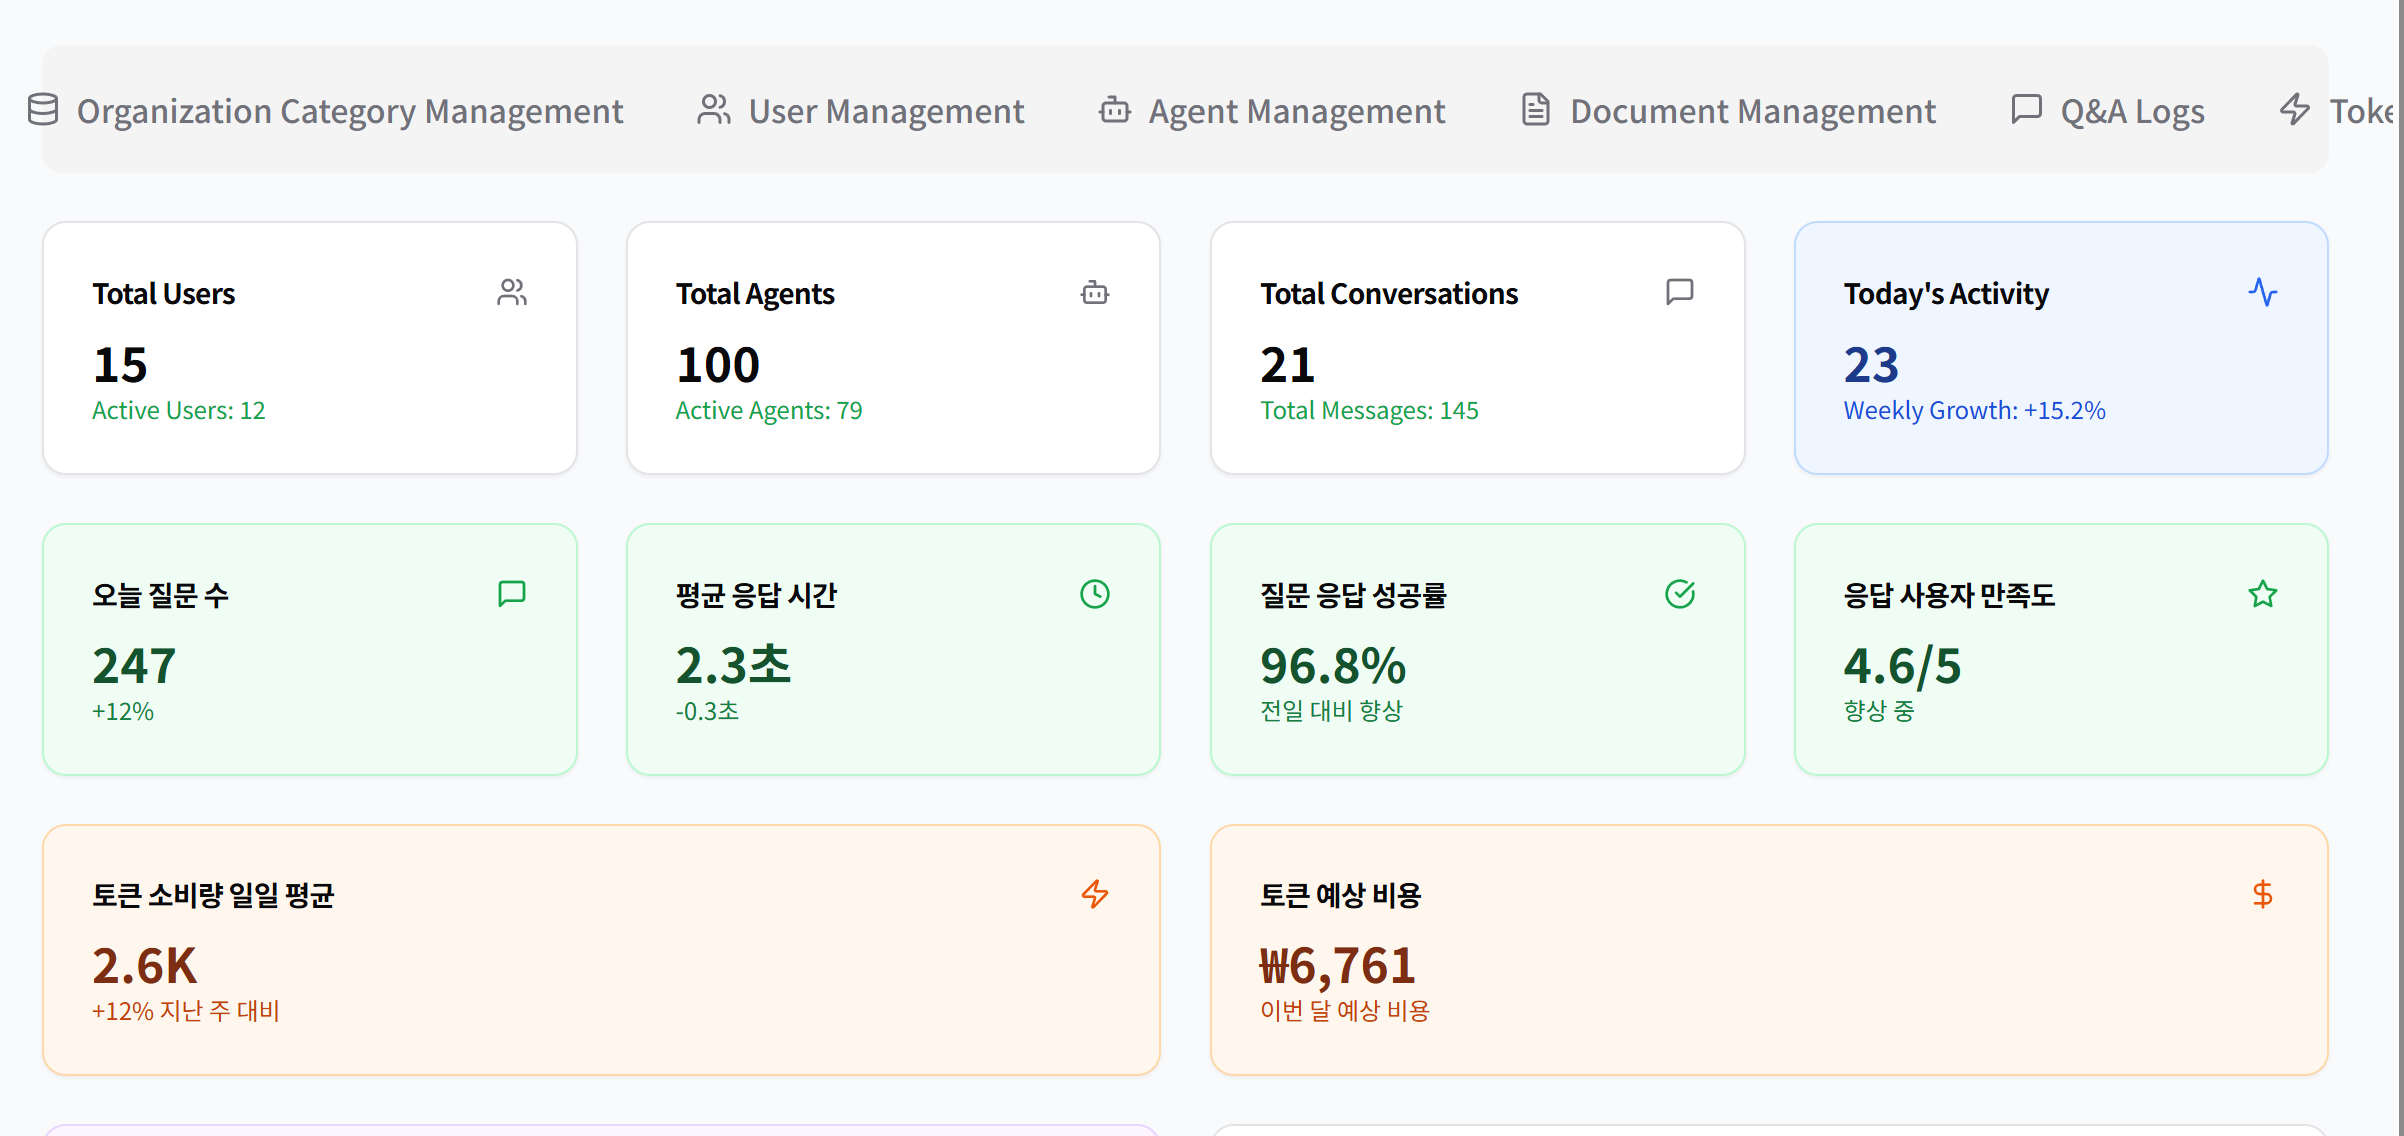 Organization Category Management User Management Agent Management Document Management Q&A Logs
Total Users
15
Active Users: 12
Total Agents
100
Active Agents: 79
Total Conversations
21
Total Messages: 145
Today's Activity
23
Weekly Growth: +15.2%
오늘 질문 수
247
+12%
평균 응답 시간
2.3초
-0.3초
질문 응답 성공률
96.8%
전일 대비 향상
응답 사용자 만족도
4.6/5
향상 중
토큰 소비량 일일 평균
2.6K
+12% 지난 주 대비
토큰 예상 비용
₩6,761
이번 달 예상 비용